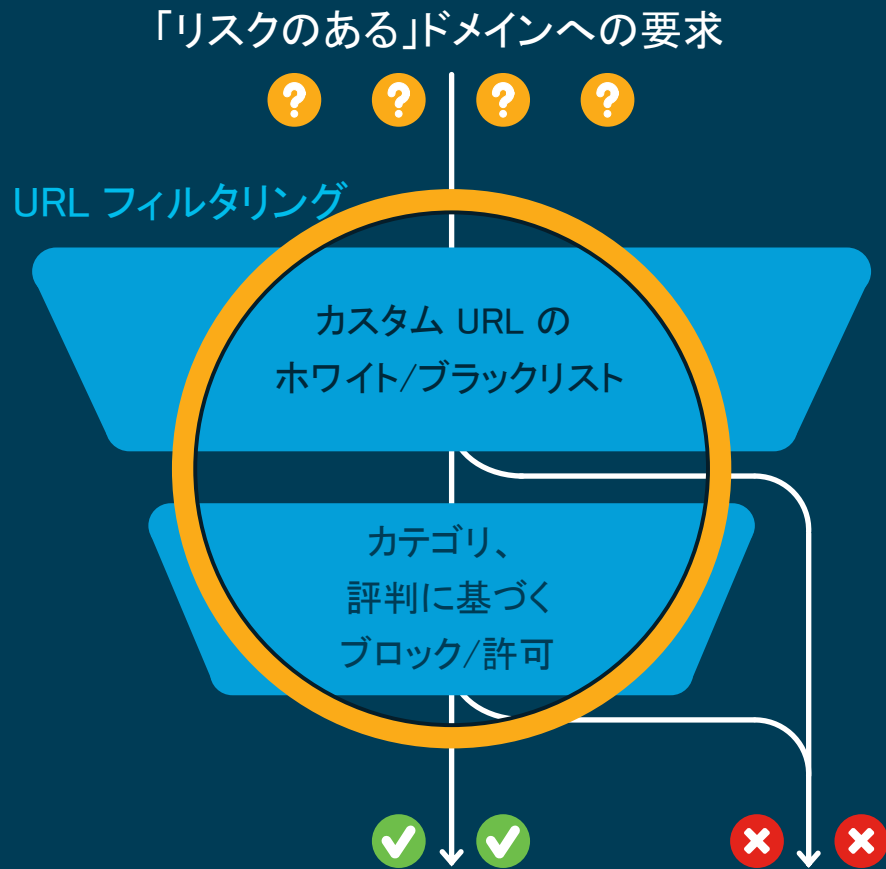 「リスクのある」ドメインへの要求
URL フィルタリング
カスタム URL の
ホワイト/ブラックリスト
カテゴリ、
評判に基づく
ブロック/許可